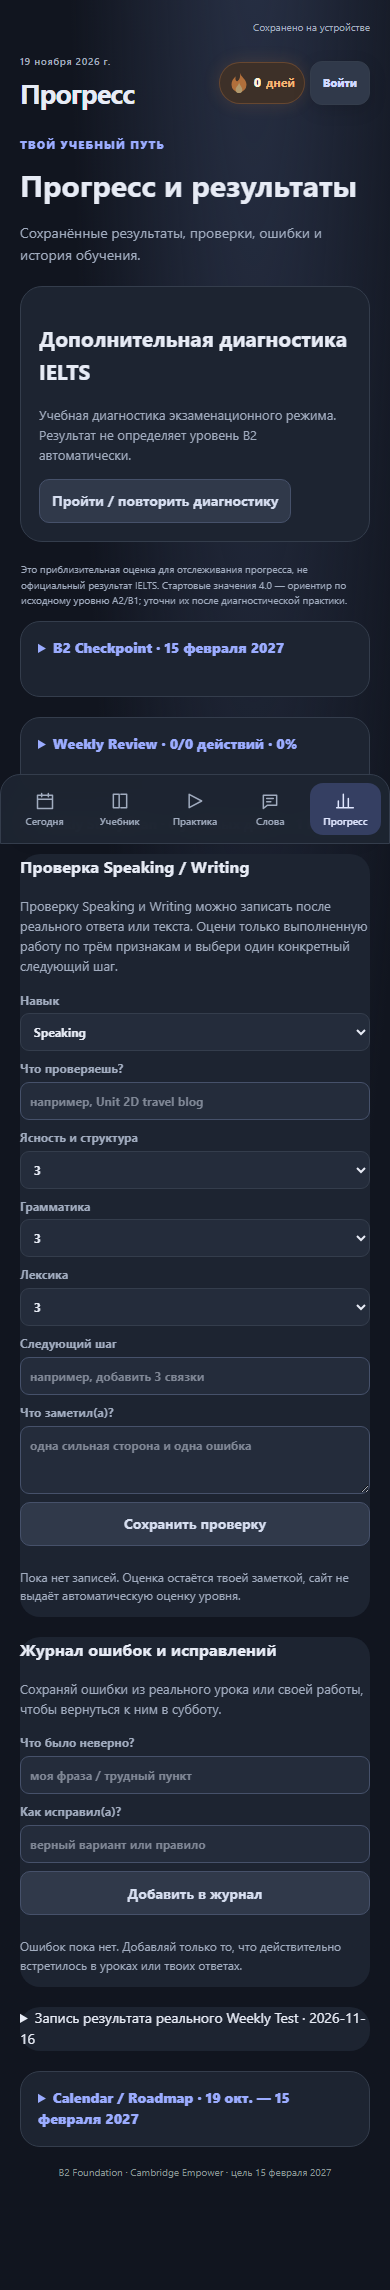 Сохранено на устройстве
19 ноября 2026 г.
Прогресс
0 дней
Войти
ТВОЙ УЧЕБНЫЙ ПУТЬ
Прогресс и результаты
Сохранённые результаты, проверки, ошибки и
история обучения.
Дополнительная диагностика
IELTS
Учебная диагностика экзаменационного режима.
Результат не определяет уровень B2
автоматически.
Пройти / повторить диагностику
Это приблизительная оценка для отслеживания прогресса, не
официальный результат IELTS. Стартовые значения 4.0 — ориентир по
исходному уровню A2/B1; уточни их после диагностической практики.
▶ B2 Checkpoint · 15 февраля 2027
▶ Weekly Review · 0/0 действий · 0%
Сегодня
Учебник
Практика
Слова
Прогресс
Проверка Speaking / Writing
Проверку Speaking и Writing можно записать после
реального ответа или текста. Оцени только выполненную
работу по трём признакам и выбери один конкретный
следующий шаг.
Навык
Speaking
Что проверяешь?
например, Unit 2D travel blog
Ясность и структура
3
Грамматика
3
Лексика
3
Следующий шаг
например, добавить 3 связки
Что заметил(а)?
одна сильная сторона и одна ошибка
Сохранить проверку
Пока нет записей. Оценка остаётся твоей заметкой, сайт не
выдаёт автоматическую оценку уровня.
Журнал ошибок и исправлений
Сохраняй ошибки из реального урока или своей работы,
чтобы вернуться к ним в субботу.
Что было неверно?
моя фраза / трудный пункт
Как исправил(а)?
верный вариант или правило
Добавить в журнал
Ошибок пока нет. Добавляй только то, что действительно
встретилось в уроках или твоих ответах.
▶ Запись результата реального Weekly Test · 2026-11-
16
▶ Calendar / Roadmap · 19 окт. — 15
февраля 2027
B2 Foundation · Cambridge Empower · цель 15 февраля 2027